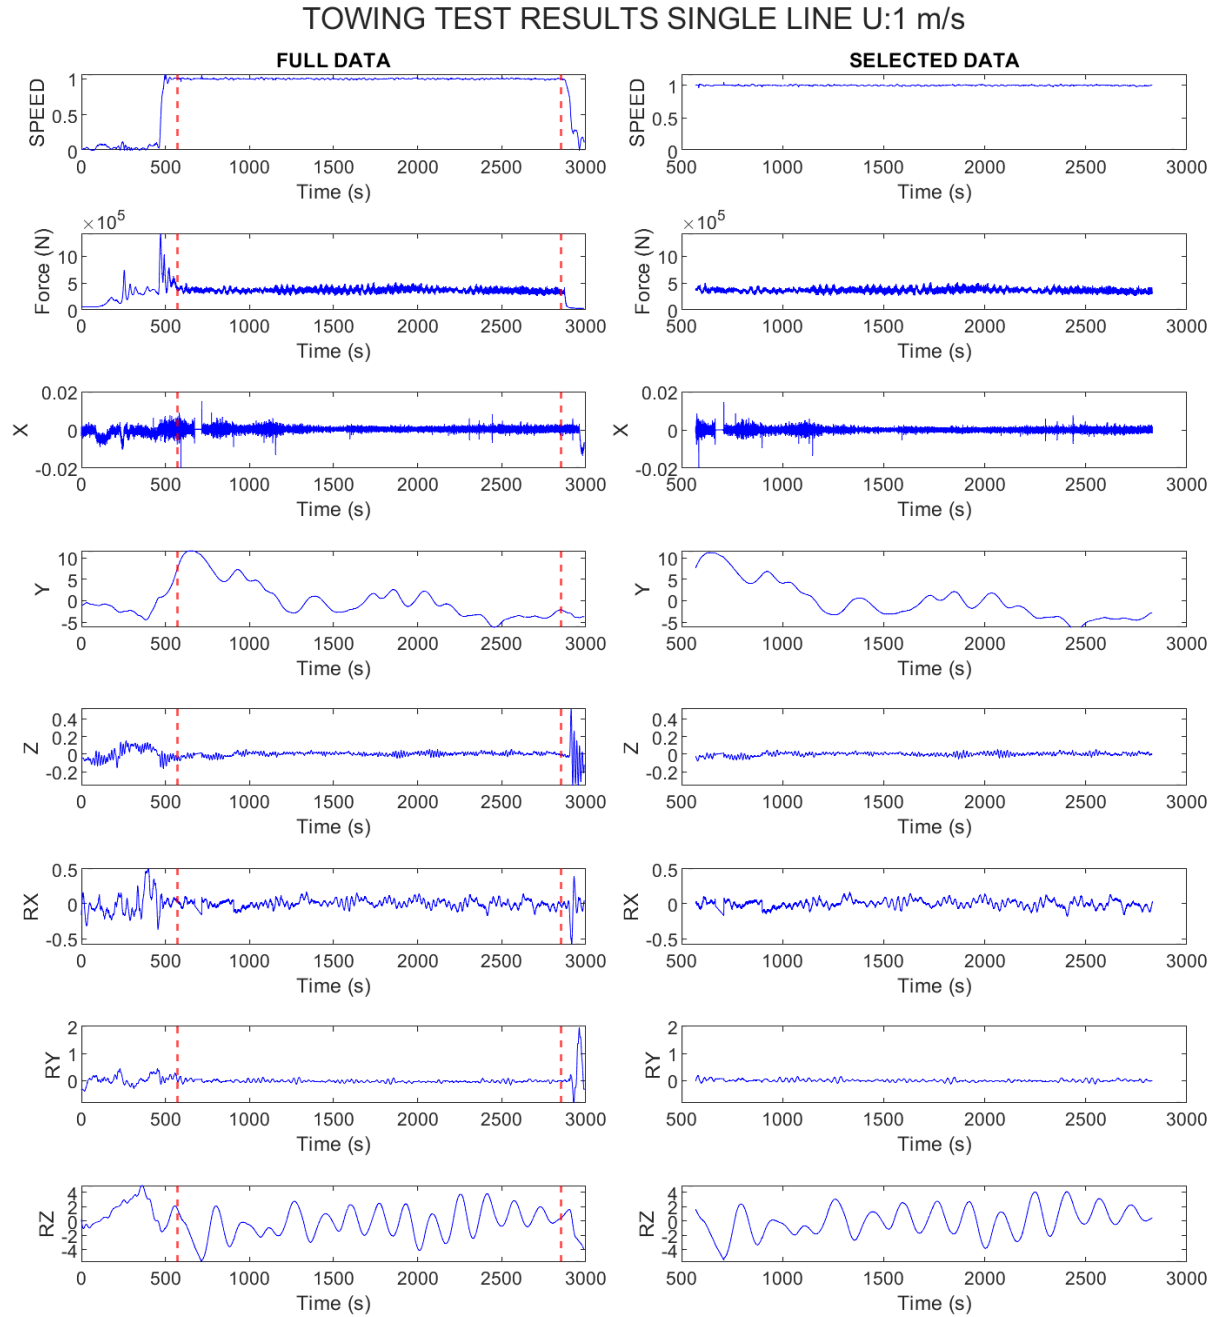 TOWING TEST RESULTS SINGLE LINE U:1 m/s
FULL DATA
SPEED
1
0.5
0
0 500 1000 1500 2000 2500 3000
Time (s)
SELECTED DATA
SPEED
1
0.5
0
500 1000 1500 2000 2500 3000
Time (s)
×10^5
Force (N)
10
5
0
0 500 1000 1500 2000 2500 3000
Time (s)
×10^5
Force (N)
10
5
0
500 1000 1500 2000 2500 3000
Time (s)
X
0.02
0
-0.02
0 500 1000 1500 2000 2500 3000
Time (s)
X
0.02
0
-0.02
500 1000 1500 2000 2500 3000
Time (s)
Y
10
5
0
-5
0 500 1000 1500 2000 2500 3000
Time (s)
Y
10
5
0
-5
500 1000 1500 2000 2500 3000
Time (s)
Z
0.4
0.2
0
-0.2
0 500 1000 1500 2000 2500 3000
Time (s)
Z
0.4
0.2
0
-0.2
500 1000 1500 2000 2500 3000
Time (s)
RX
0.5
0
-0.5
0 500 1000 1500 2000 2500 3000
Time (s)
RX
0.5
0
-0.5
500 1000 1500 2000 2500 3000
Time (s)
RY
2
1
0
0 500 1000 1500 2000 2500 3000
Time (s)
RY
2
1
0
500 1000 1500 2000 2500 3000
Time (s)
RZ
4
2
0
-2
-4
0 500 1000 1500 2000 2500 3000
Time (s)
RZ
4
2
0
-2
-4
500 1000 1500 2000 2500 3000
Time (s)